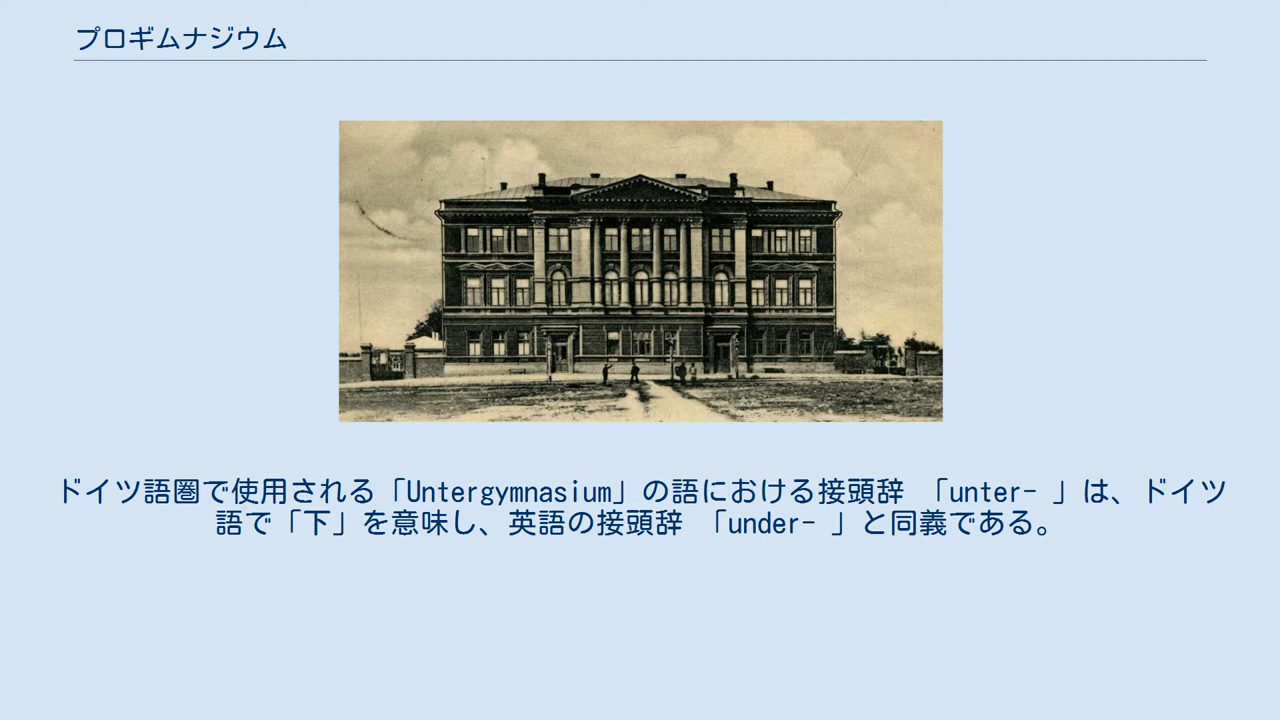 プロギムナジウム
ドイツ語圏で使用される「Untergymnasium」の語における接頭辞 「unter- 」は、ドイツ
語で「下」を意味し、英語の接頭辞 「under- 」と同義である。